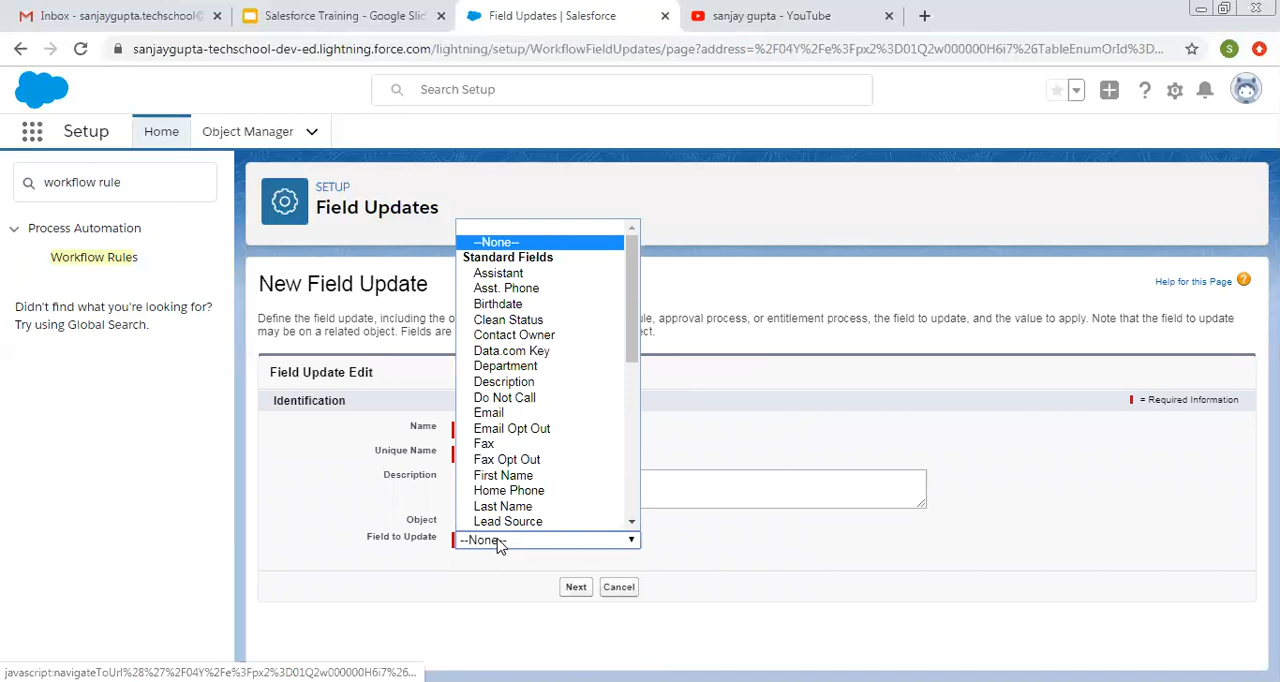 Inbox - sanjaygupta.techschool@
Salesforce Training - Google Slid
Field Updates | Salesforce
sanjay gupta - YouTube
sanjaygupta-techschool-dev-ed.lightning.force.com/lightning/setup/WorkflowFieldUpdates/page?address=%2F04Y%2Fe%3Fpx2%3D01Q2w000000H6i7%26TableEnumOrId%3D...
S
Search Setup
Setup
Home
Object Manager
workflow rule
SETUP
Field Updates
Process Automation
Workflow Rules
Didn't find what you're looking for?
Try using Global Search.
New Field Update
Help for this Page
Define the field update, including the o
le, approval process, or entitlement process, the field to update, and the value to apply. Note that the field to update
may be on a related object. Fields are
ct.
Field Update Edit
Identification
= Required Information
Name
Unique Name
Description
Object
Field to Update
--None--
Standard Fields
Assistant
Asst. Phone
Birthdate
Clean Status
Contact Owner
Data.com Key
Department
Description
Do Not Call
Email
Email Opt Out
Fax
Fax Opt Out
First Name
Home Phone
Last Name
Lead Source
--None--
Next
Cancel
javascript:navigateToUrl%28%27%2F04Y%2Fe%3Fpx2%3D01Q2w000000H6i7%26...